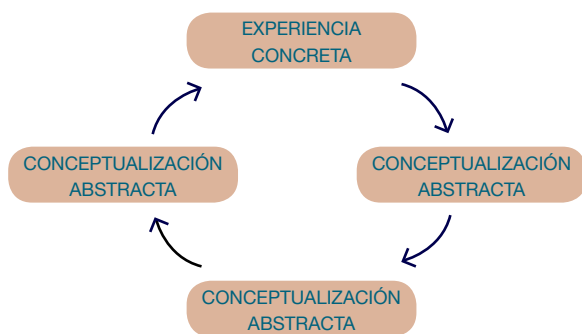 EXPERIENCIA
CONCRETA
CONCEPTUALIZACIÓN
ABSTRACTA
CONCEPTUALIZACIÓN
ABSTRACTA
CONCEPTUALIZACIÓN
ABSTRACTA